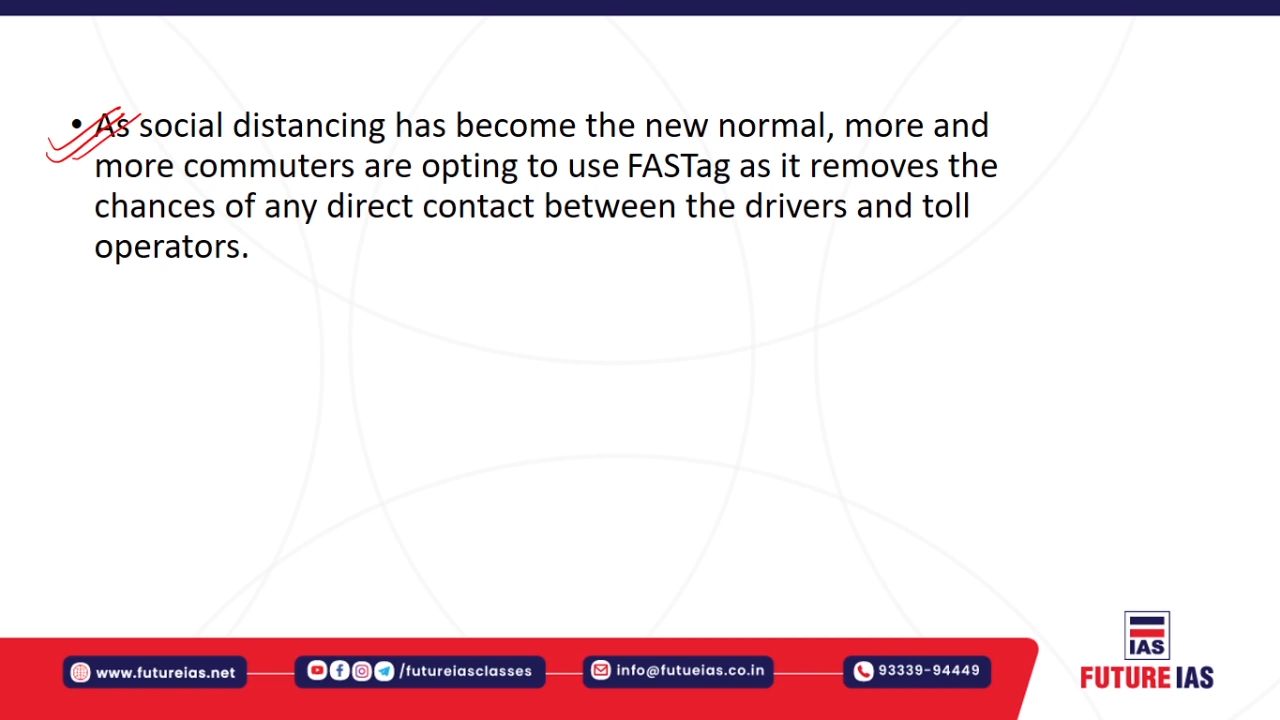 • As social distancing has become the new normal, more and
more commuters are opting to use FASTag as it removes the
chances of any direct contact between the drivers and toll
operators.
www.futureias.net
/futureiasclasses
info@futueias.co.in
93339-94449
IAS
FUTURE IAS